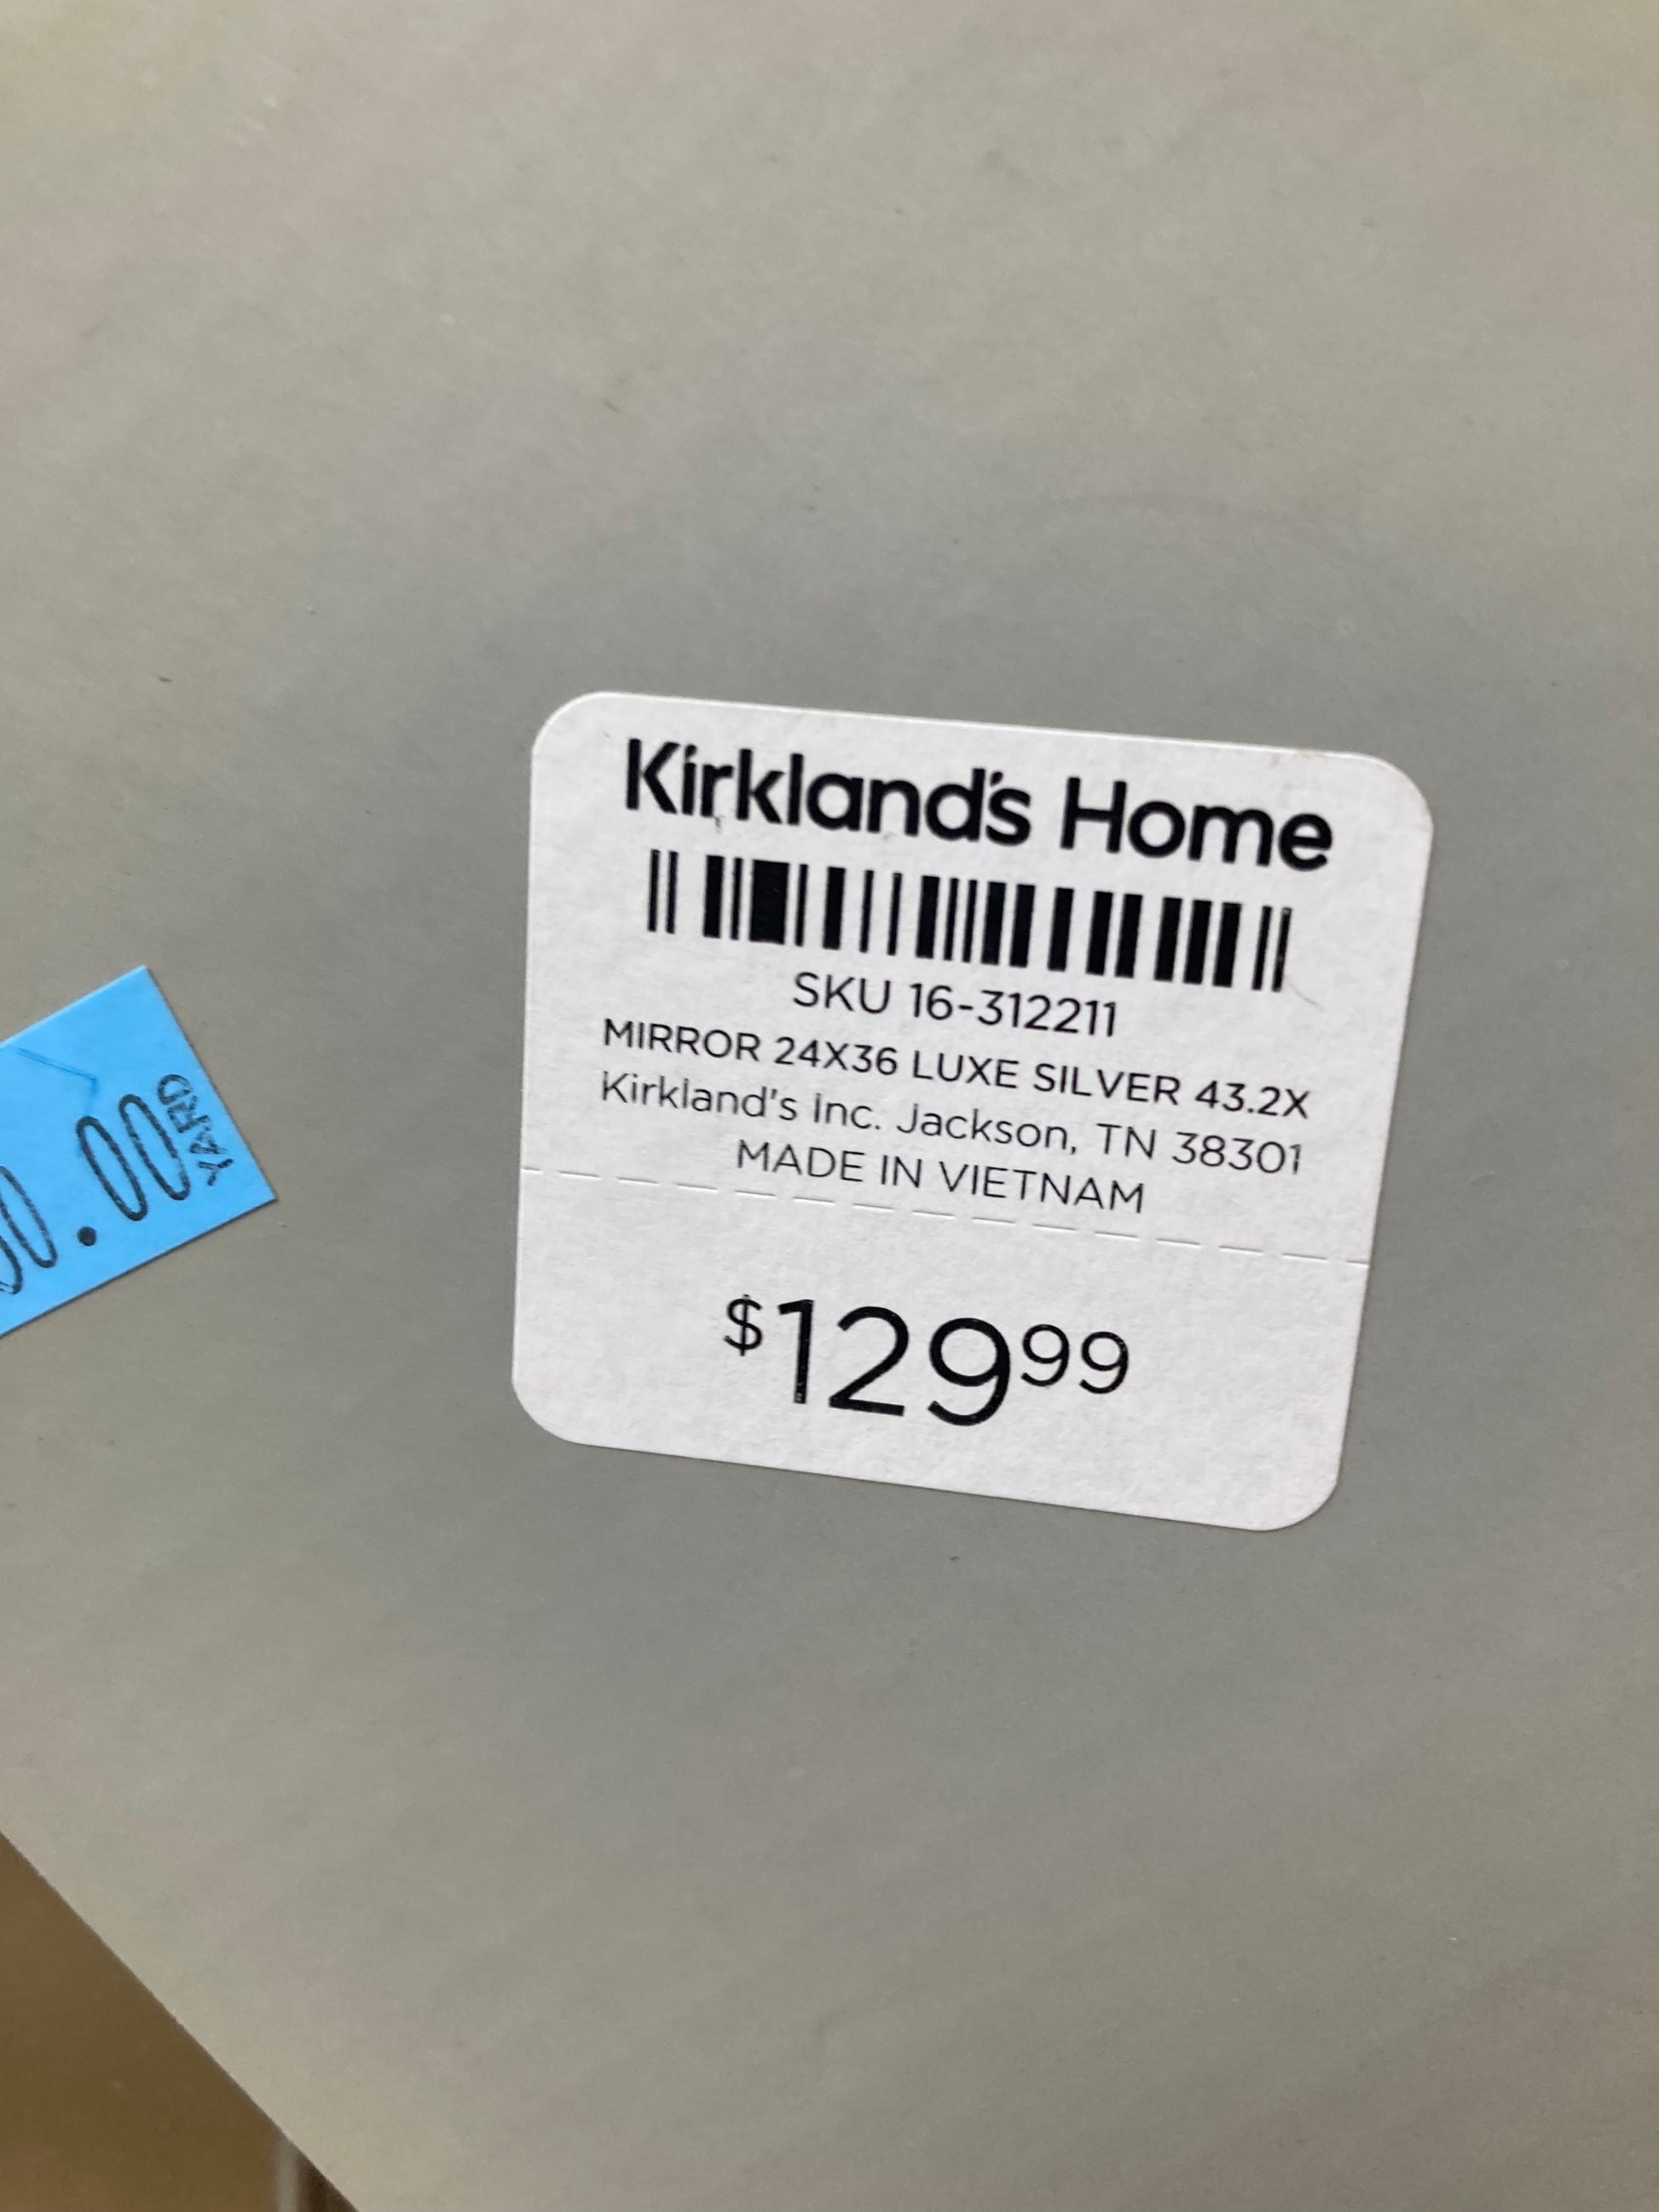 Kirkland's Home
SKU 16-312211
MIRROR 24X36 LUXE SILVER 43.2X
Kirkland's Inc. Jackson, TN 38301
MADE IN VIETNAM
$129 99
0.00
YARD